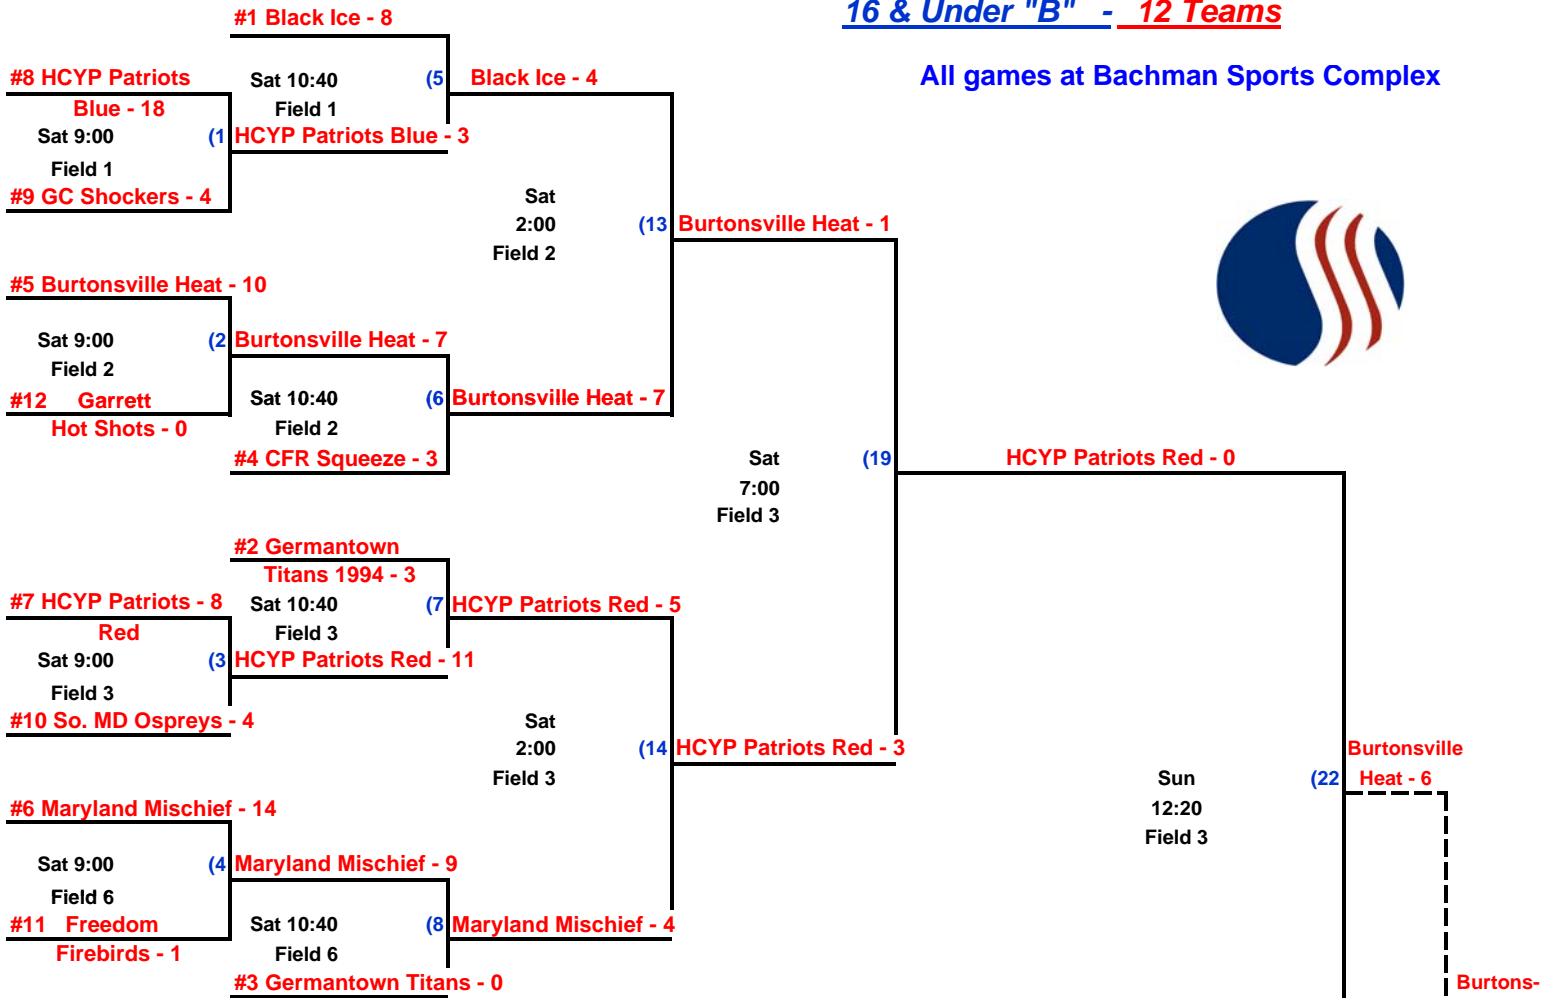 #1 Black Ice - 8
16 & Under "B" - 12 Teams
#8 HCYP Patriots
Sat 10:40
(5
Black Ice - 4
All games at Bachman Sports Complex
Blue - 18
Field 1
Sat 9:00
(1
HCYP Patriots Blue - 3
Field 1
#9 GC Shockers - 4
Sat
2:00
(13
Burtonsville Heat - 1
Field 2
#5 Burtonsville Heat - 10
Sat 9:00
(2
Burtonsville Heat - 7
Field 2
#12 Garrett
Sat 10:40
(6
Burtonsville Heat - 7
Hot Shots - 0
Field 2
#4 CFR Squeeze - 3
Sat
(19
HCYP Patriots Red - 0
7:00
Field 3
#2 Germantown
Titans 1994 - 3
#7 HCYP Patriots - 8
Sat 10:40
(7
HCYP Patriots Red - 5
Red
Field 3
Sat 9:00
(3
HCYP Patriots Red - 11
Field 3
#10 So. MD Ospreys - 4
Sat
2:00
(14
HCYP Patriots Red - 3
Field 3
Burtonsville
Sun
(22
Heat - 6
12:20
Field 3
#6 Maryland Mischief - 14
Sat 9:00
(4
Maryland Mischief - 9
Field 6
#11 Freedom
Sat 10:40
(8
Maryland Mischief - 4
Firebirds - 1
Field 6
#3 Germantown Titans - 0
Burtons-